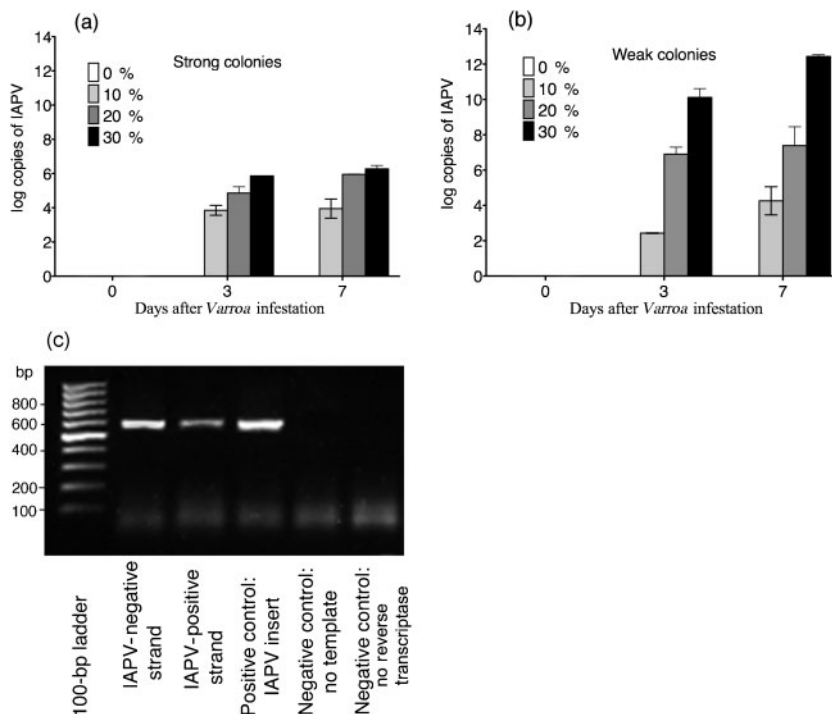 (a)
14
12
10
8
6
4
2
0
log copies of IAPV
Strong colonies
0 %
10 %
20 %
30 %
0
3
7
Days after Varroa infestation
(b)
14
12
10
8
6
4
2
0
log copies of IAPV
Weak colonies
0 %
10 %
20 %
30 %
0
3
7
Days after Varroa infestation
(c)
bp
800
600
400
200
100
100-bp ladder
IAPV-negative
strand
IAPV-positive
strand
Positive control:
IAPV insert
Negative control:
no template
Negative control:
no reverse
transcriptase